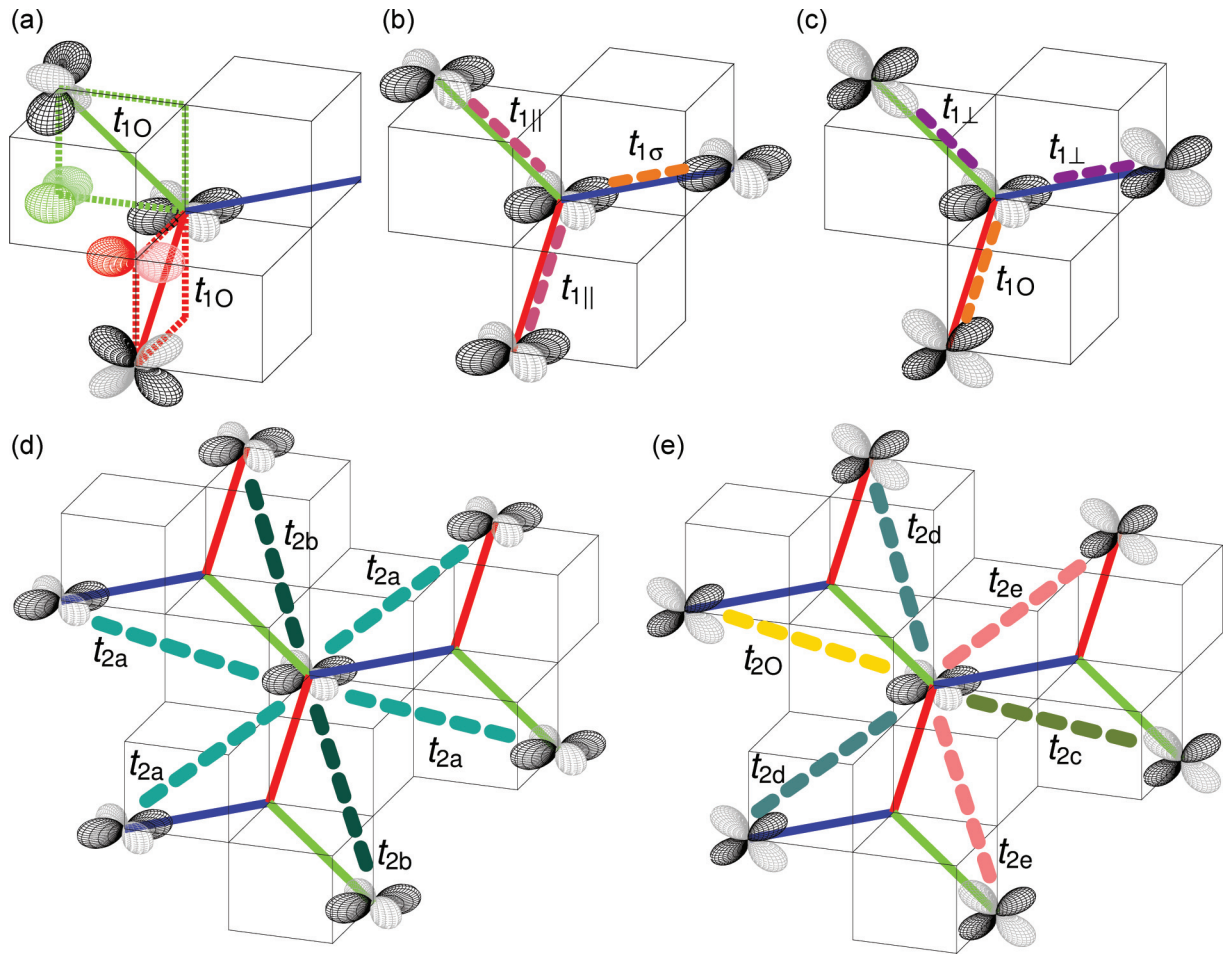 (a)
t1O
t1O
(b)
t1||
t1σ
t1||
(c)
t1⊥
t1⊥
t1O
(d)
t2b
t2a
t2a
t2a
t2a
t2b
(e)
t2d
t2e
t2O
t2d
t2c
t2e